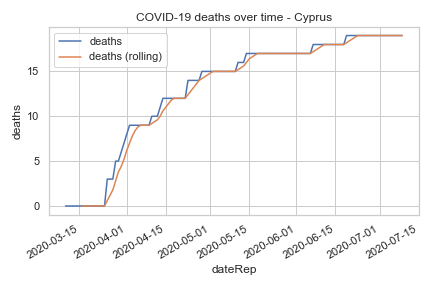 COVID-19 deaths over time - Cyprus
deaths
deaths (rolling)
deaths
15
10
5
0
2020-03-15
2020-04-01
2020-04-15
2020-05-01
2020-05-15
2020-06-01
2020-06-15
2020-07-01
2020-07-15
dateRep